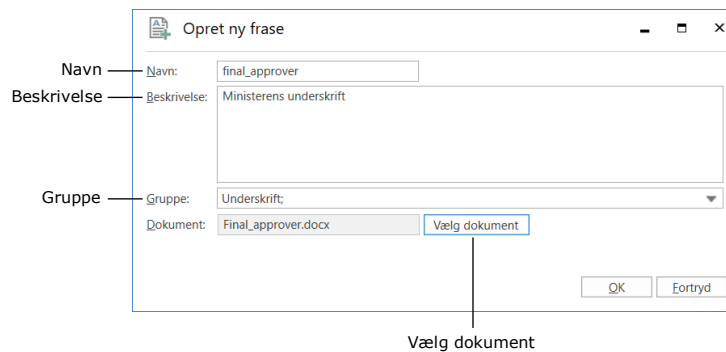 Opret ny frase
Navn Navn: final_approver
Beskrivelse Beskrivelse: Ministerens underskrift
Gruppe Gruppe: Underskrift;
Dokument: Final_approver.docx Vælg dokument
OK Fortryd
Vælg dokument